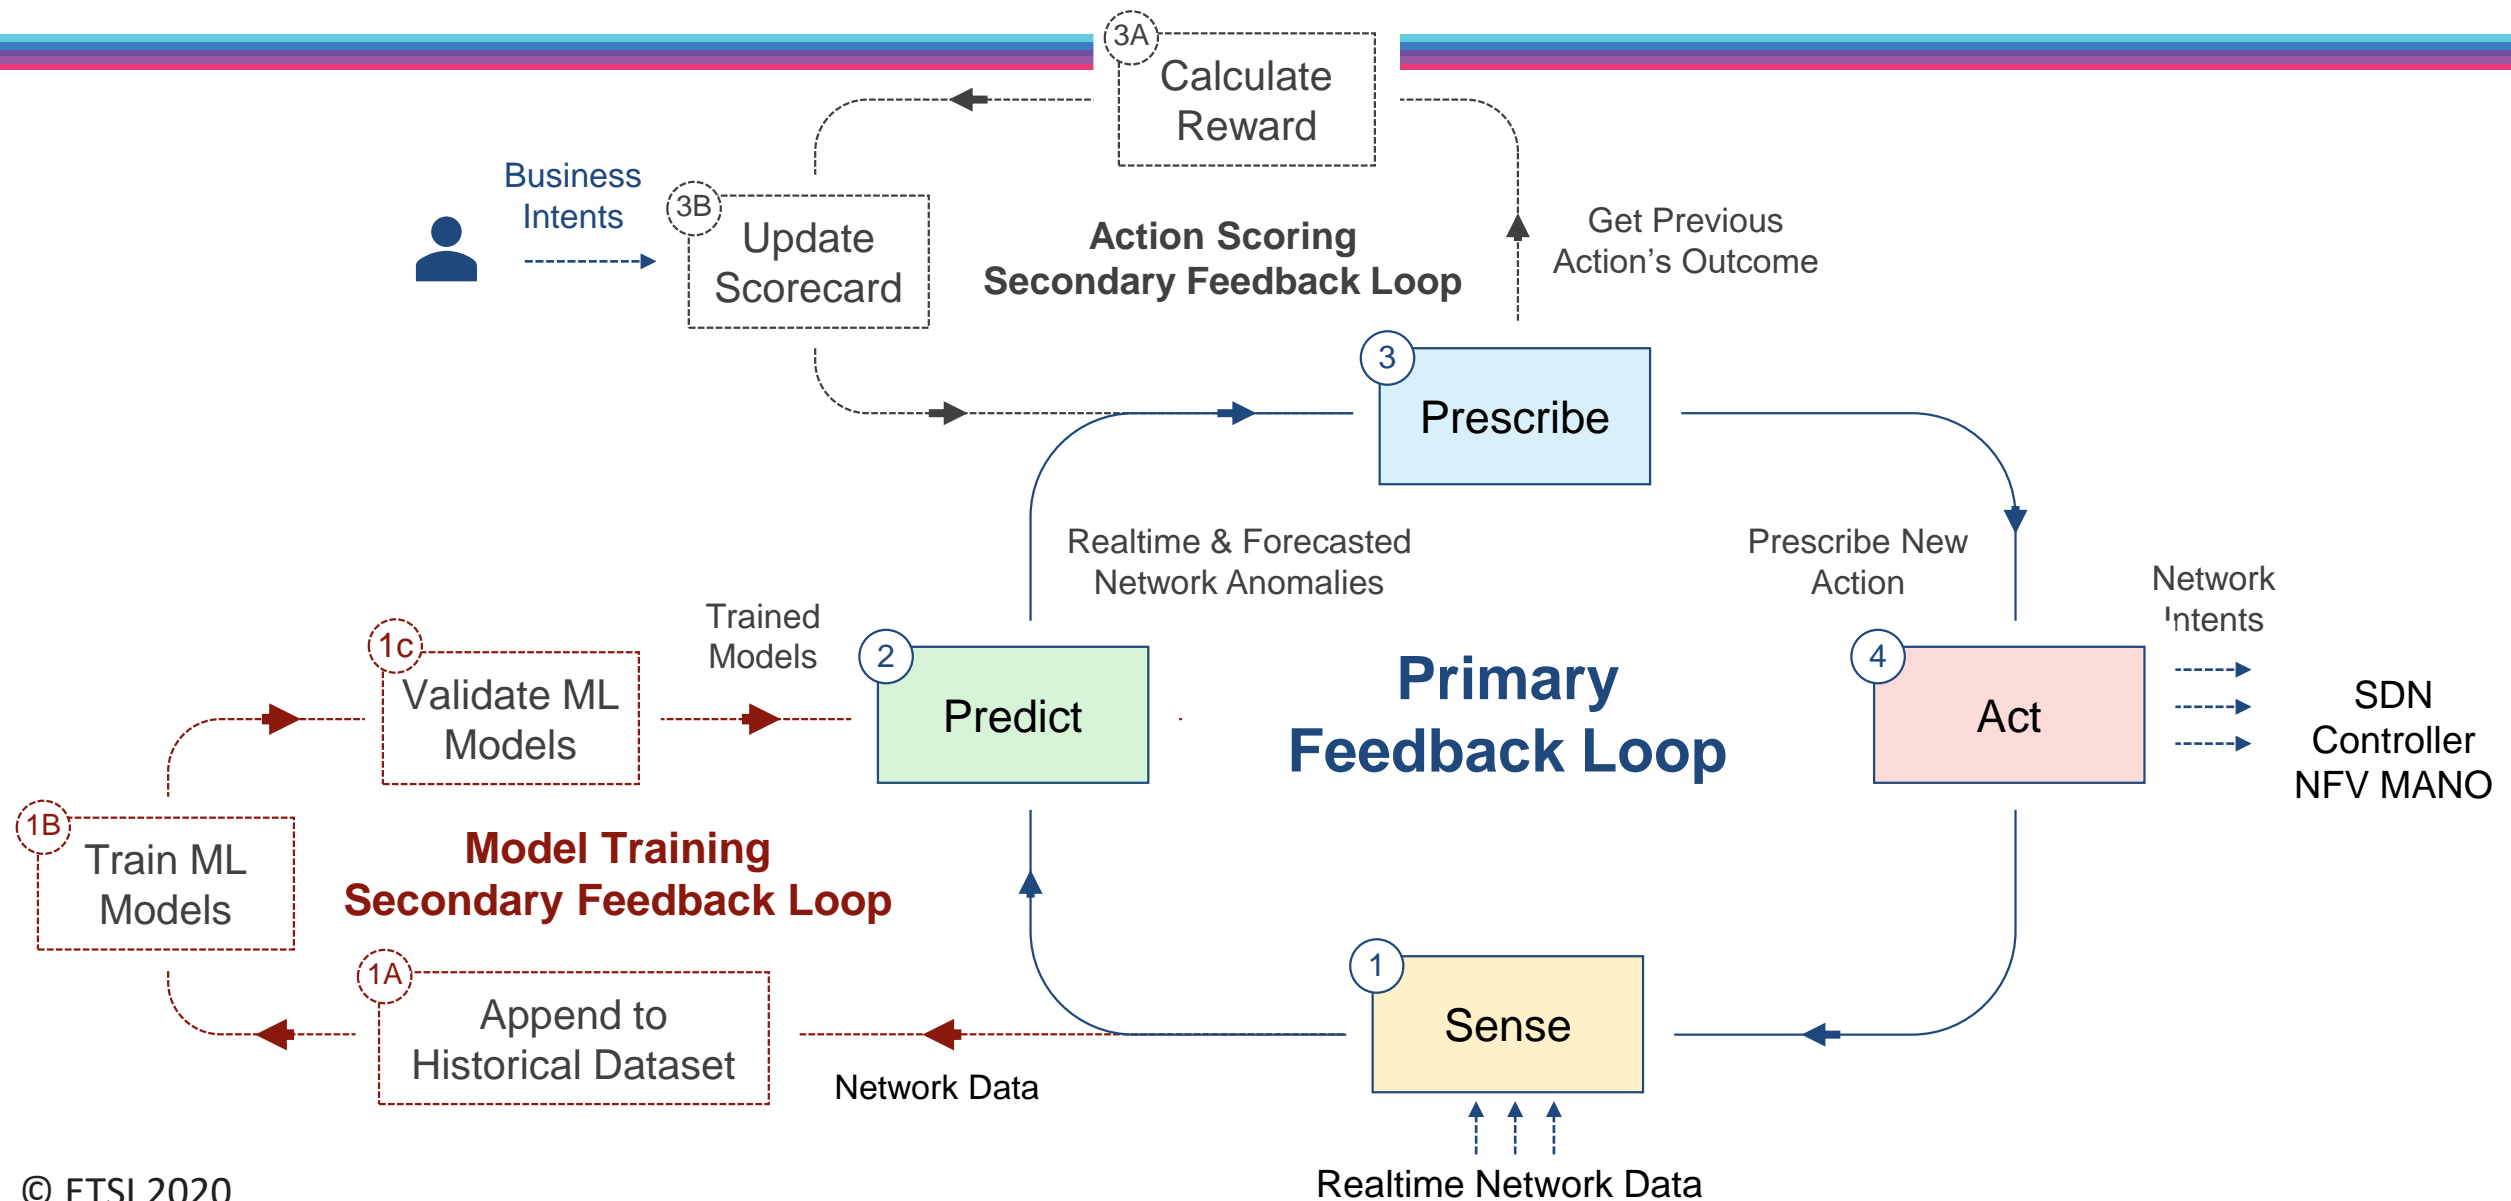 3A
Calculate
Reward
Business
Intents
3B
Update
Scorecard
Action Scoring
Secondary Feedback Loop
Get Previous
Action's Outcome
3
Prescribe
Realtime & Forecasted
Network Anomalies
Prescribe New
Action
Network
Intents
1c
Validate ML
Models
Trained
Models
2
Predict
Primary
Feedback Loop
4
Act
SDN
Controller
NFV MANO
1B
Train ML
Models
Model Training
Secondary Feedback Loop
1A
Append to
Historical Dataset
Network Data
1
Sense
Realtime Network Data
© ETSI 2020